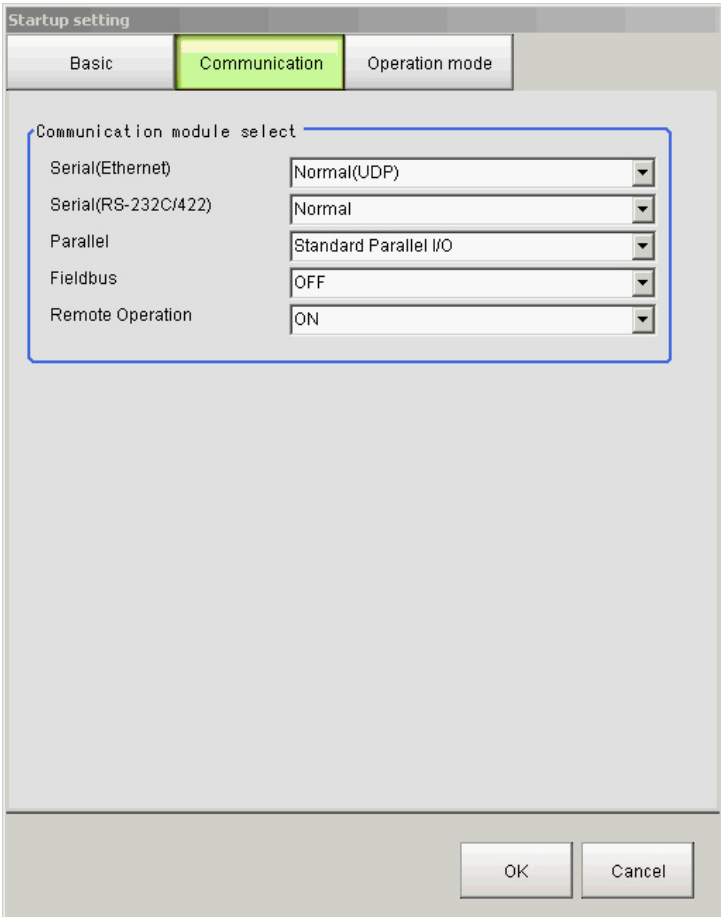 Startup setting
Basic Communication Operation mode
Communication module select
Serial(Ethernet) Normal(UDP)
Serial(RS-232C/422) Normal
Parallel Standard Parallel I/O
Fieldbus OFF
Remote Operation ON
OK Cancel